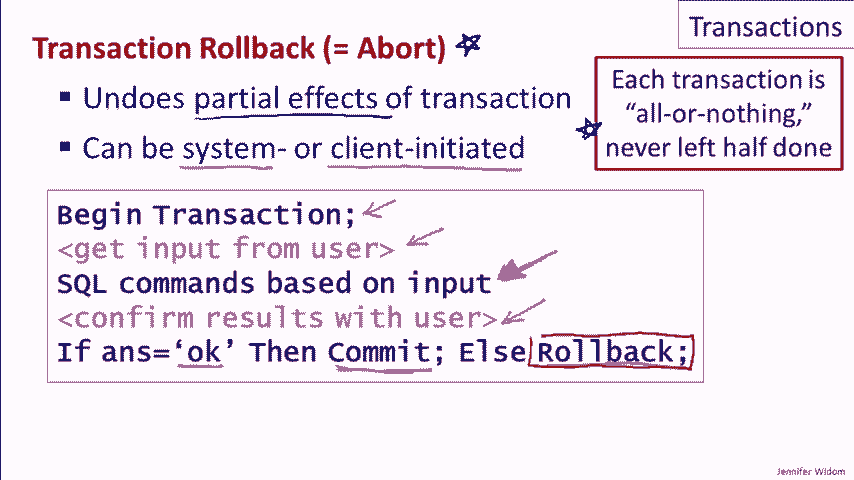 Transactions
Transaction Rollback (= Abort)
▪ Undoes partial effects of transaction
▪ Can be system- or client-initiated
Each transaction is
“all-or-nothing,”
never left half done
Begin Transaction;
<get input from user>
SQL commands based on input
<confirm results with user>
If ans=‘ok’ Then Commit; Else Rollback;
Jennifer Widom